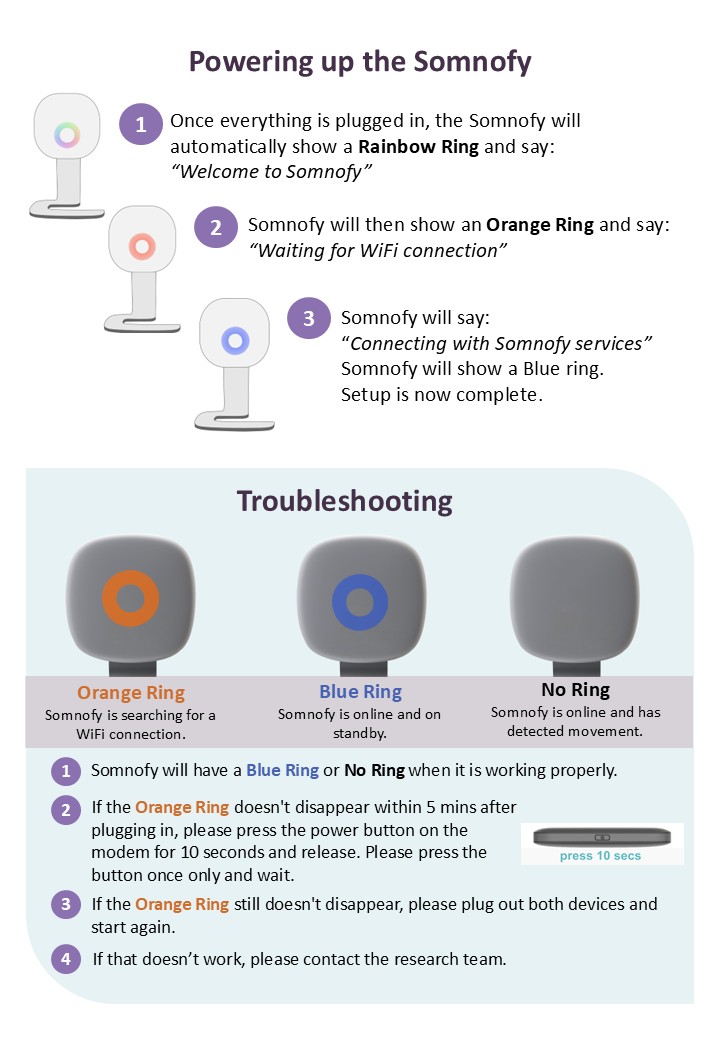 Powering up the Somnofy
1
Once everything is plugged in, the Somnofy will
automatically show a Rainbow Ring and say:
“Welcome to Somnofy”
2
Somnofy will then show an Orange Ring and say:
“Waiting for WiFi connection”
3
Somnofy will say:
“Connecting with Somnofy services”
Somnofy will show a Blue ring.
Setup is now complete.
Troubleshooting
Orange Ring
Somnofy is searching for a
WiFi connection.
Blue Ring
Somnofy is online and on
standby.
No Ring
Somnofy is online and has
detected movement.
1 Somnofy will have a Blue Ring or No Ring when it is working properly.
2 If the Orange Ring doesn't disappear within 5 mins after
plugging in, please press the power button on the
modem for 10 seconds and release. Please press the
button once only and wait.
press 10 secs
3 If the Orange Ring still doesn't disappear, please plug out both devices and
start again.
4 If that doesn’t work, please contact the research team.